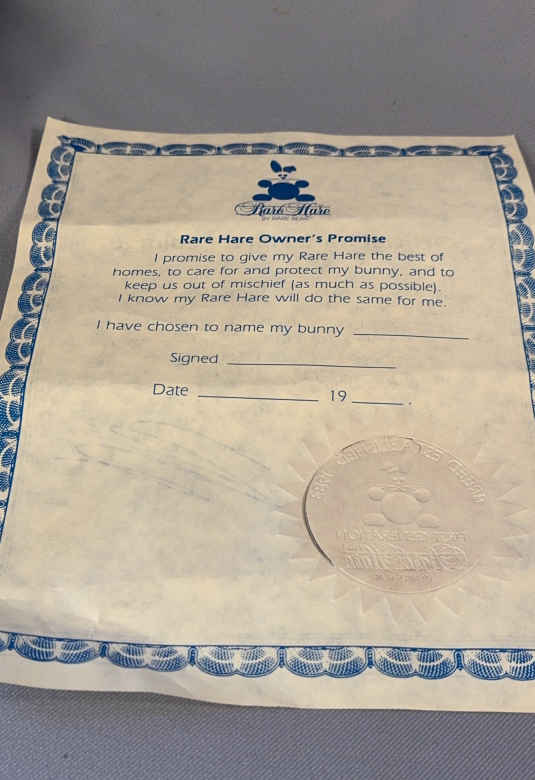 Rare Hare
BY RARE BEAR
Rare Hare Owner's Promise
I promise to give my Rare Hare the best of
homes, to care for and protect my bunny, and to
keep us out of mischief (as much as possible).
I know my Rare Hare will do the same for me.
I have chosen to name my bunny
Signed
Date 19 .